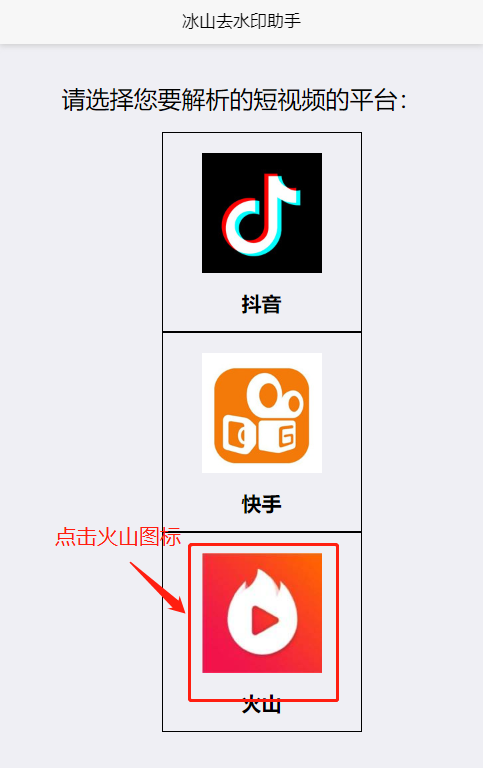 冰山去水印助手
请选择您要解析的短视频的平台：
抖音
快手
点击火山图标
火山